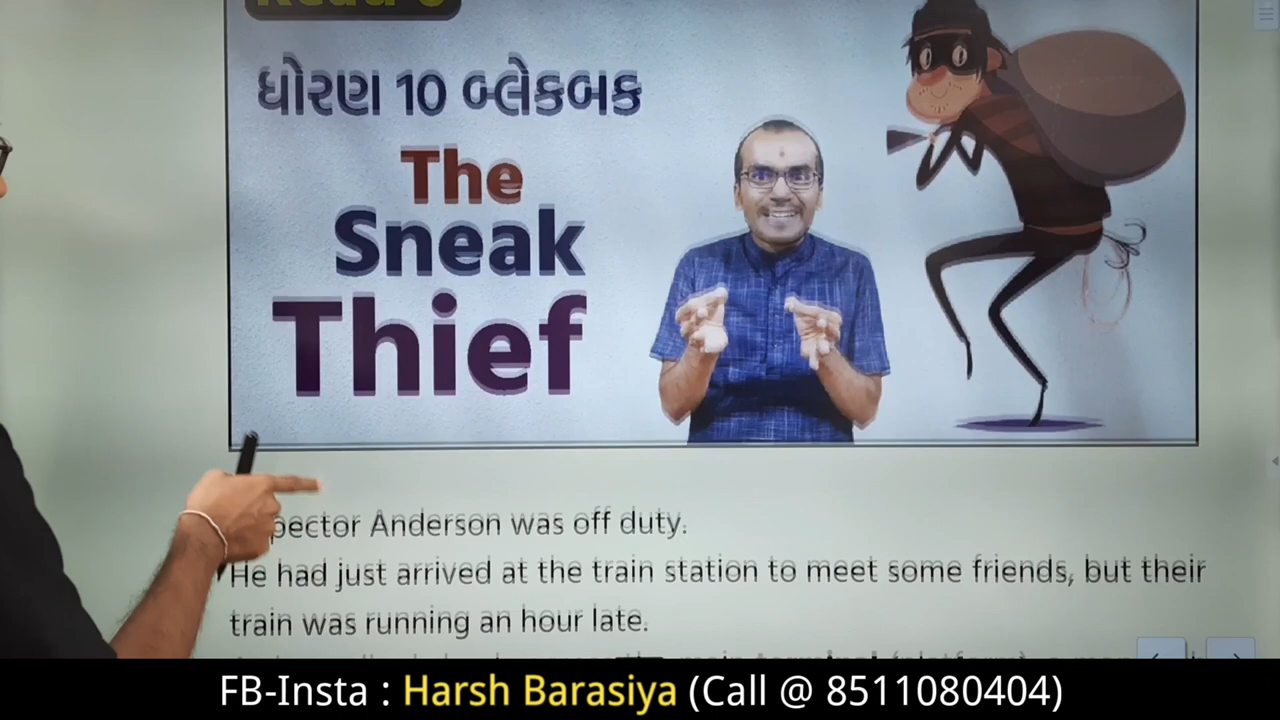 ધોરણ 10 બ્લેકબક
The
Sneak
Thief
Anderson was off duty.
He had just arrived at the train station to meet some friends, but their
train was running an hour late.
FB-Insta : Harsh Barasiya (Call @ 8511080404)